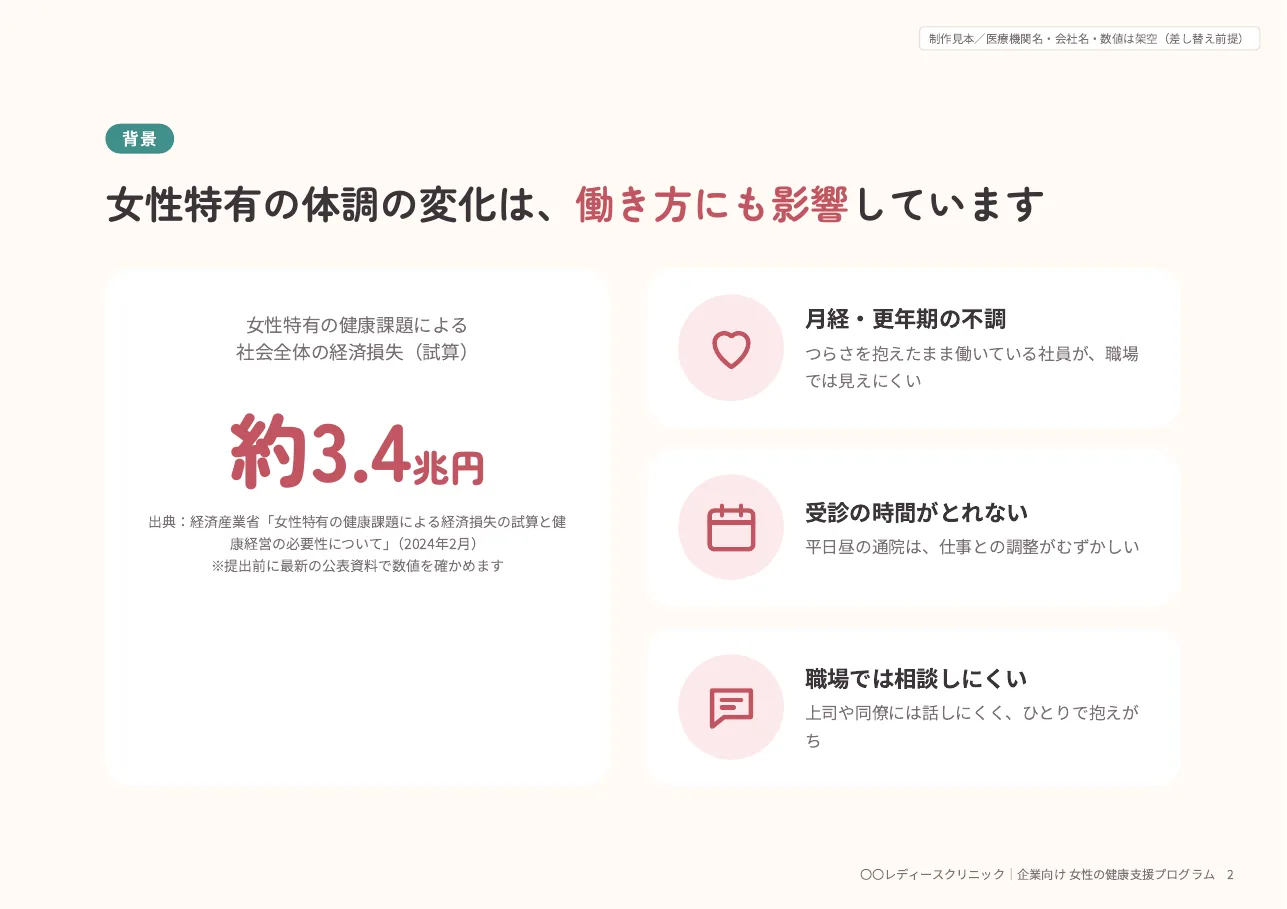 制作見本／医療機関名・会社名・数値は架空（差し替え前提）
背景
女性特有の体調の変化は、働き方にも影響しています
女性特有の健康課題による
社会全体の経済損失（試算）
約3.4兆円
出典：経済産業省「女性特有の健康課題による経済損失の試算と健
康経営の必要性について」（2024年2月）
※提出前に最新の公表資料で数値を確かめます
月経・更年期の不調
つらさを抱えたまま働いている社員が、職場
では見えにくい
受診の時間がとれない
平日昼の通院は、仕事との調整がむずかしい
職場では相談しにくい
上司や同僚には話しにくく、ひとりで抱えが
ち
〇〇レディースクリニック｜企業向け 女性の健康支援プログラム 2